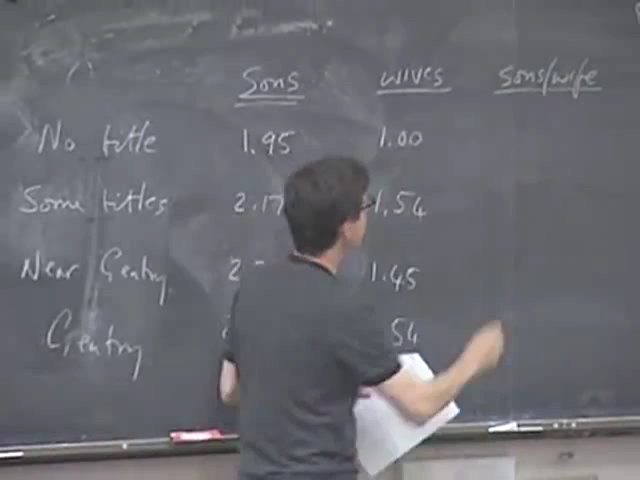 Sons wives sons/wife
No title 1.95 1.00
Some titles 2.17 1.54
Near Gentry 2. 1.45
Gentry 54